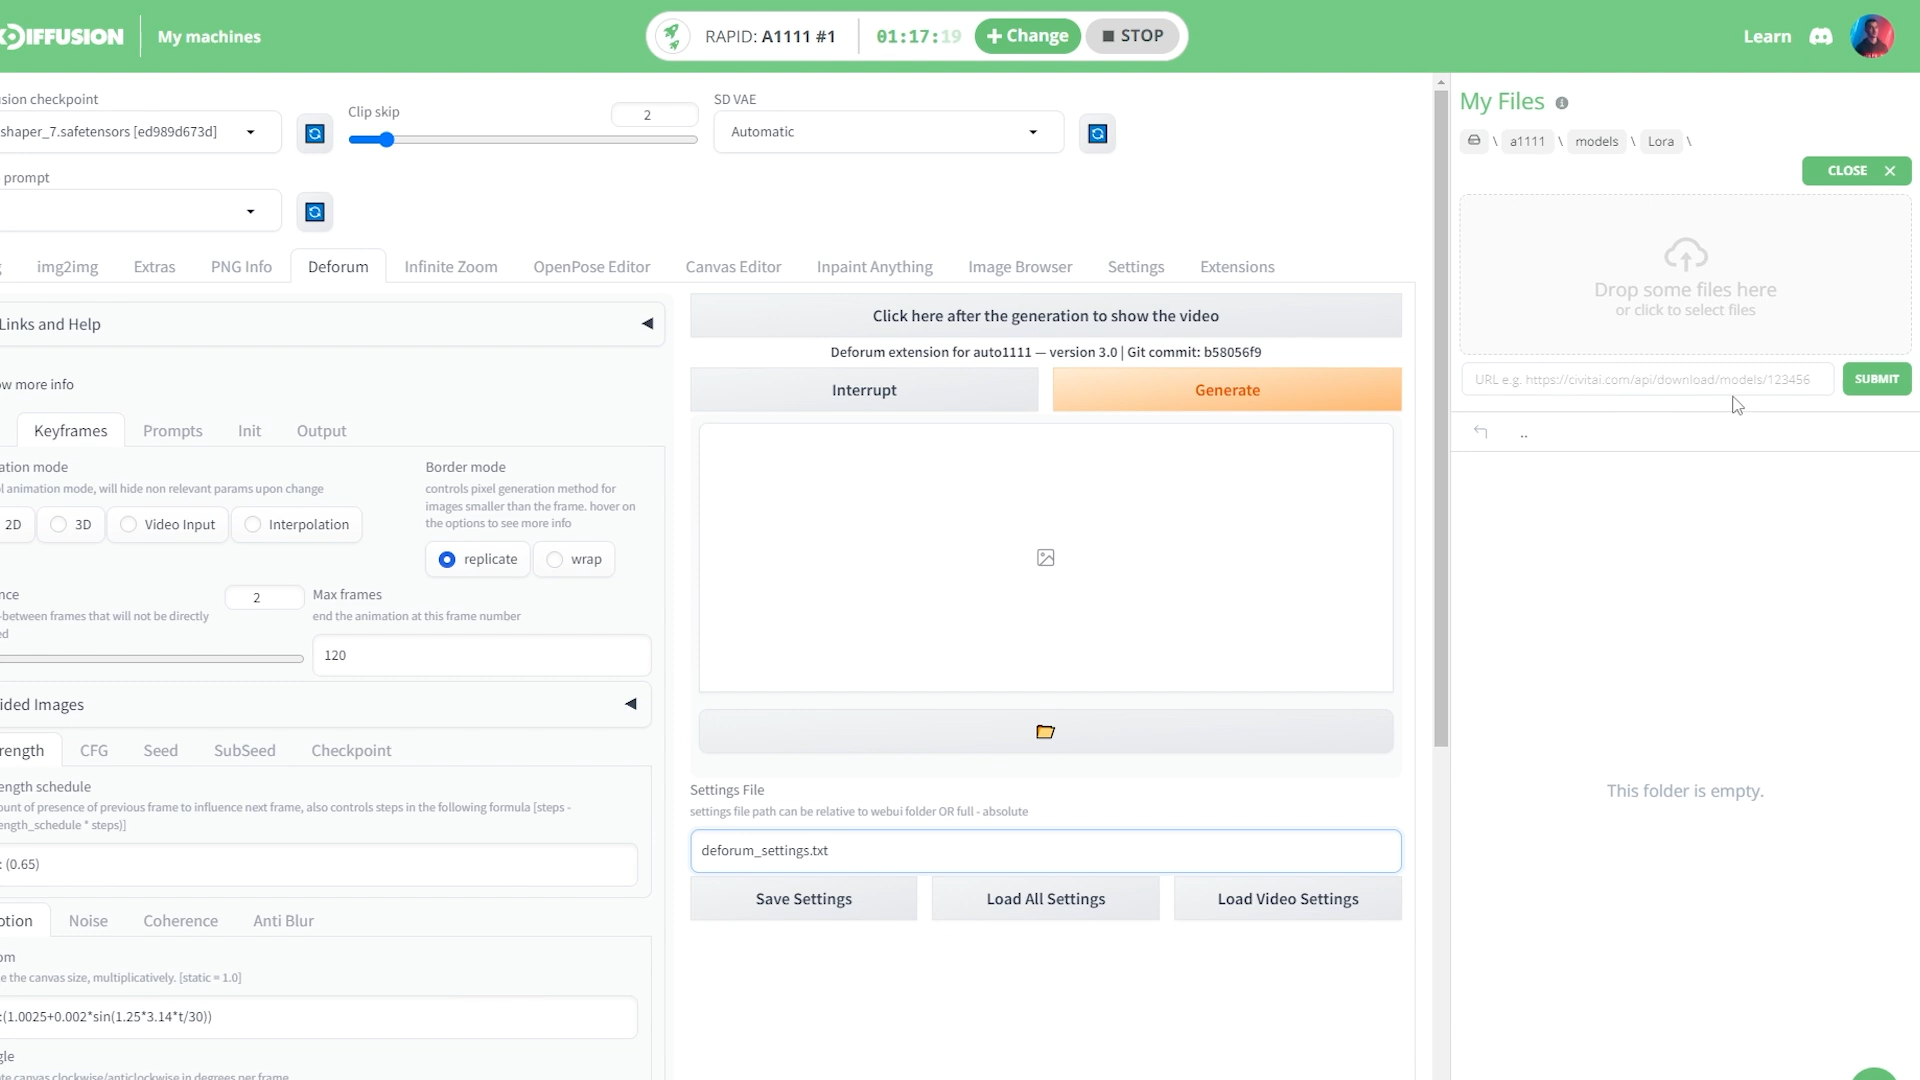 DIFFUSION
My machines
RAPID: A1111 #1
01:17:19
Change
STOP
Learn
sion checkpoint
shaper_7.safetensors [ed989d673d]
Clip skip
2
SD VAE
Automatic
prompt
img2img
Extras
PNG Info
Deforum
Infinite Zoom
OpenPose Editor
Canvas Editor
Inpaint Anything
Image Browser
Settings
Extensions
Links and Help
ow more info
Keyframes
Prompts
Init
Output
ation mode
l animation mode, will hide non relevant params upon change
2D
3D
Video Input
Interpolation
Border mode
controls pixel generation method for
images smaller than the frame. hover on
the options to see more info
replicate
wrap
nce
2
-between frames that will not be directly
ed
Max frames
end the animation at this frame number
120
ided Images
rength
CFG
Seed
SubSeed
Checkpoint
ength schedule
ount of presence of previous frame to influence next frame, also controls steps in the following formula [steps -
ength_schedule * steps)]
: (0.65)
otion
Noise
Coherence
Anti Blur
om
e the canvas size, multiplicatively. [static = 1.0]
:(1.0025+0.002*sin(1.25*3.14*t/30))
gle
te canvas clockwise/anticlockwise in degrees per frame
Click here after the generation to show the video
Deforum extension for auto1111 — version 3.0 | Git commit: b58056f9
Interrupt
Generate
Settings File
settings file path can be relative to webui folder OR full - absolute
deforum_settings.txt
Save Settings
Load All Settings
Load Video Settings
My Files
\ a1111 \ models \ Lora \
CLOSE
Drop some files here
or click to select files
URL e.g. https://civitai.com/api/download/models/123456
SUBMIT
..
This folder is empty.